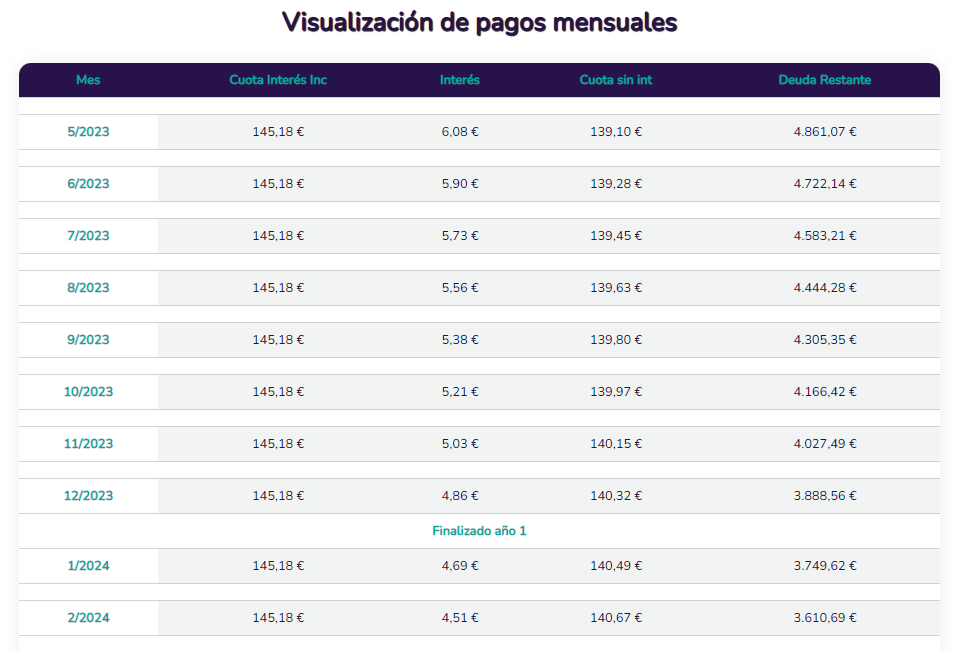 Visualización de pagos mensuales
Mes Cuota Interés Inc Interés Cuota sin int Deuda Restante
5/2023 145,18 € 6,08 € 139,10 € 4.861,07 €
6/2023 145,18 € 5,90 € 139,28 € 4.722,14 €
7/2023 145,18 € 5,73 € 139,45 € 4.583,21 €
8/2023 145,18 € 5,56 € 139,63 € 4.444,28 €
9/2023 145,18 € 5,38 € 139,80 € 4.305,35 €
10/2023 145,18 € 5,21 € 139,97 € 4.166,42 €
11/2023 145,18 € 5,03 € 140,15 € 4.027,49 €
12/2023 145,18 € 4,86 € 140,32 € 3.888,56 €
Finalizado año 1
1/2024 145,18 € 4,69 € 140,49 € 3.749,62 €
2/2024 145,18 € 4,51 € 140,67 € 3.610,69 €